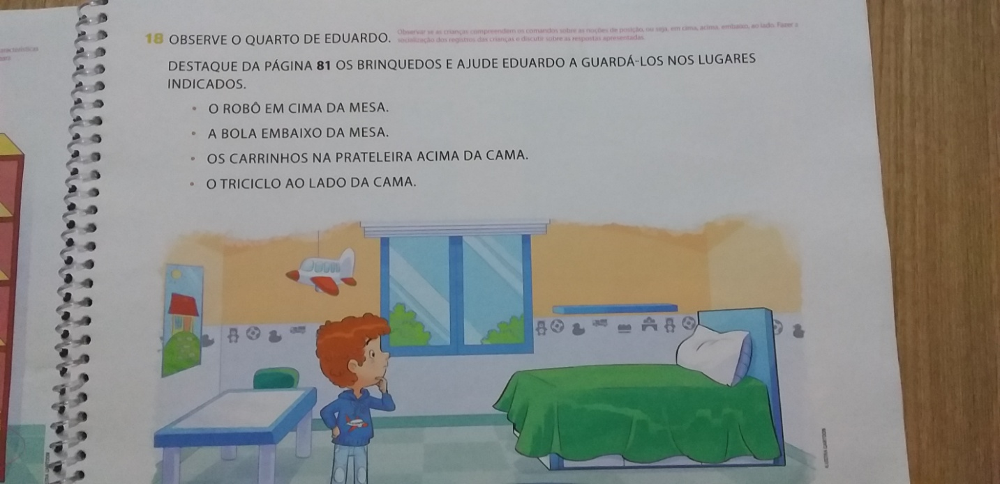 18 OBSERVE O QUARTO DE EDUARDO.
Observar se as crianças compreendem os comandos sobre as noções de posição, ou seja, em cima, acima, embaixo, ao lado. Fazer a
socialização dos registros das crianças e discutir sobre as respostas apresentadas.
DESTAQUE DA PÁGINA 81 OS BRINQUEDOS E AJUDE EDUARDO A GUARDÁ-LOS NOS LUGARES
INDICADOS.
• O ROBÔ EM CIMA DA MESA.
• A BOLA EMBAIXO DA MESA.
• OS CARRINHOS NA PRATELEIRA ACIMA DA CAMA.
• O TRICICLO AO LADO DA CAMA.